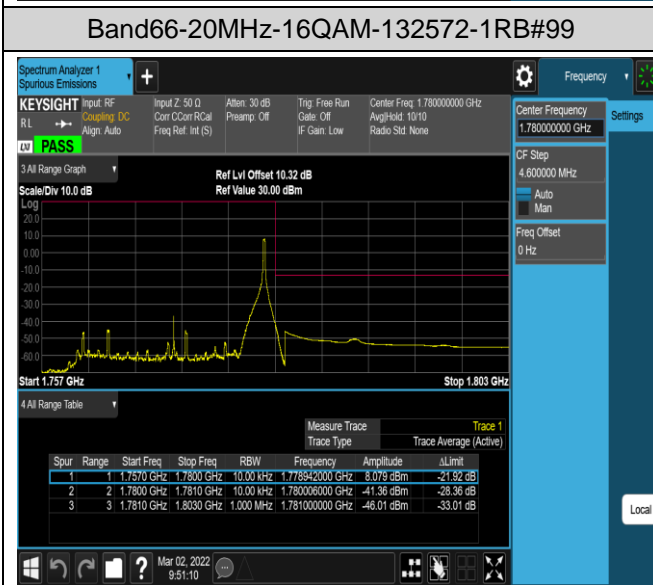 Band66-20MHz-16QAM-132572-1RB#99
Spectrum Analyzer 1
Spurious Emissions
+
Frequency
KEYSIGHT
RL
Input: RF
Coupling: DC
Align: Auto
Input Z: 50 Ω
Corr CCorr RCal
Freq Ref: Int (S)
Atten: 30 dB
Preamp: Off
Trig: Free Run
Gate: Off
IF Gain: Low
Center Freq: 1.780000000 GHz
Avg|Hold: 10/10
Radio Std: None
LXI PASS
Center Frequency
1.780000000 GHz
Settings
CF Step
4.600000 MHz
Auto
Man
Freq Offset
0 Hz
3 All Range Graph
Ref Lvl Offset 10.32 dB
Scale/Div 10.0 dB
Ref Value 30.00 dBm
Log
20.0
10.0
0.00
-10.0
-20.0
-30.0
-40.0
-50.0
-60.0
Start 1.757 GHz
Stop 1.803 GHz
4 All Range Table
Measure Trace Trace 1
Trace Type Trace Average (Active)
Spur Range Start Freq Stop Freq RBW Frequency Amplitude ΔLimit
1 1 1.7570 GHz 1.7800 GHz 10.00 kHz 1.778942000 GHz 8.079 dBm -21.92 dB
2 2 1.7800 GHz 1.7810 GHz 10.00 kHz 1.780006000 GHz -41.36 dBm -28.36 dB
3 3 1.7810 GHz 1.8030 GHz 1.000 MHz 1.781000000 GHz -46.01 dBm -33.01 dB
Local
?
Mar 02, 2022
9:51:10